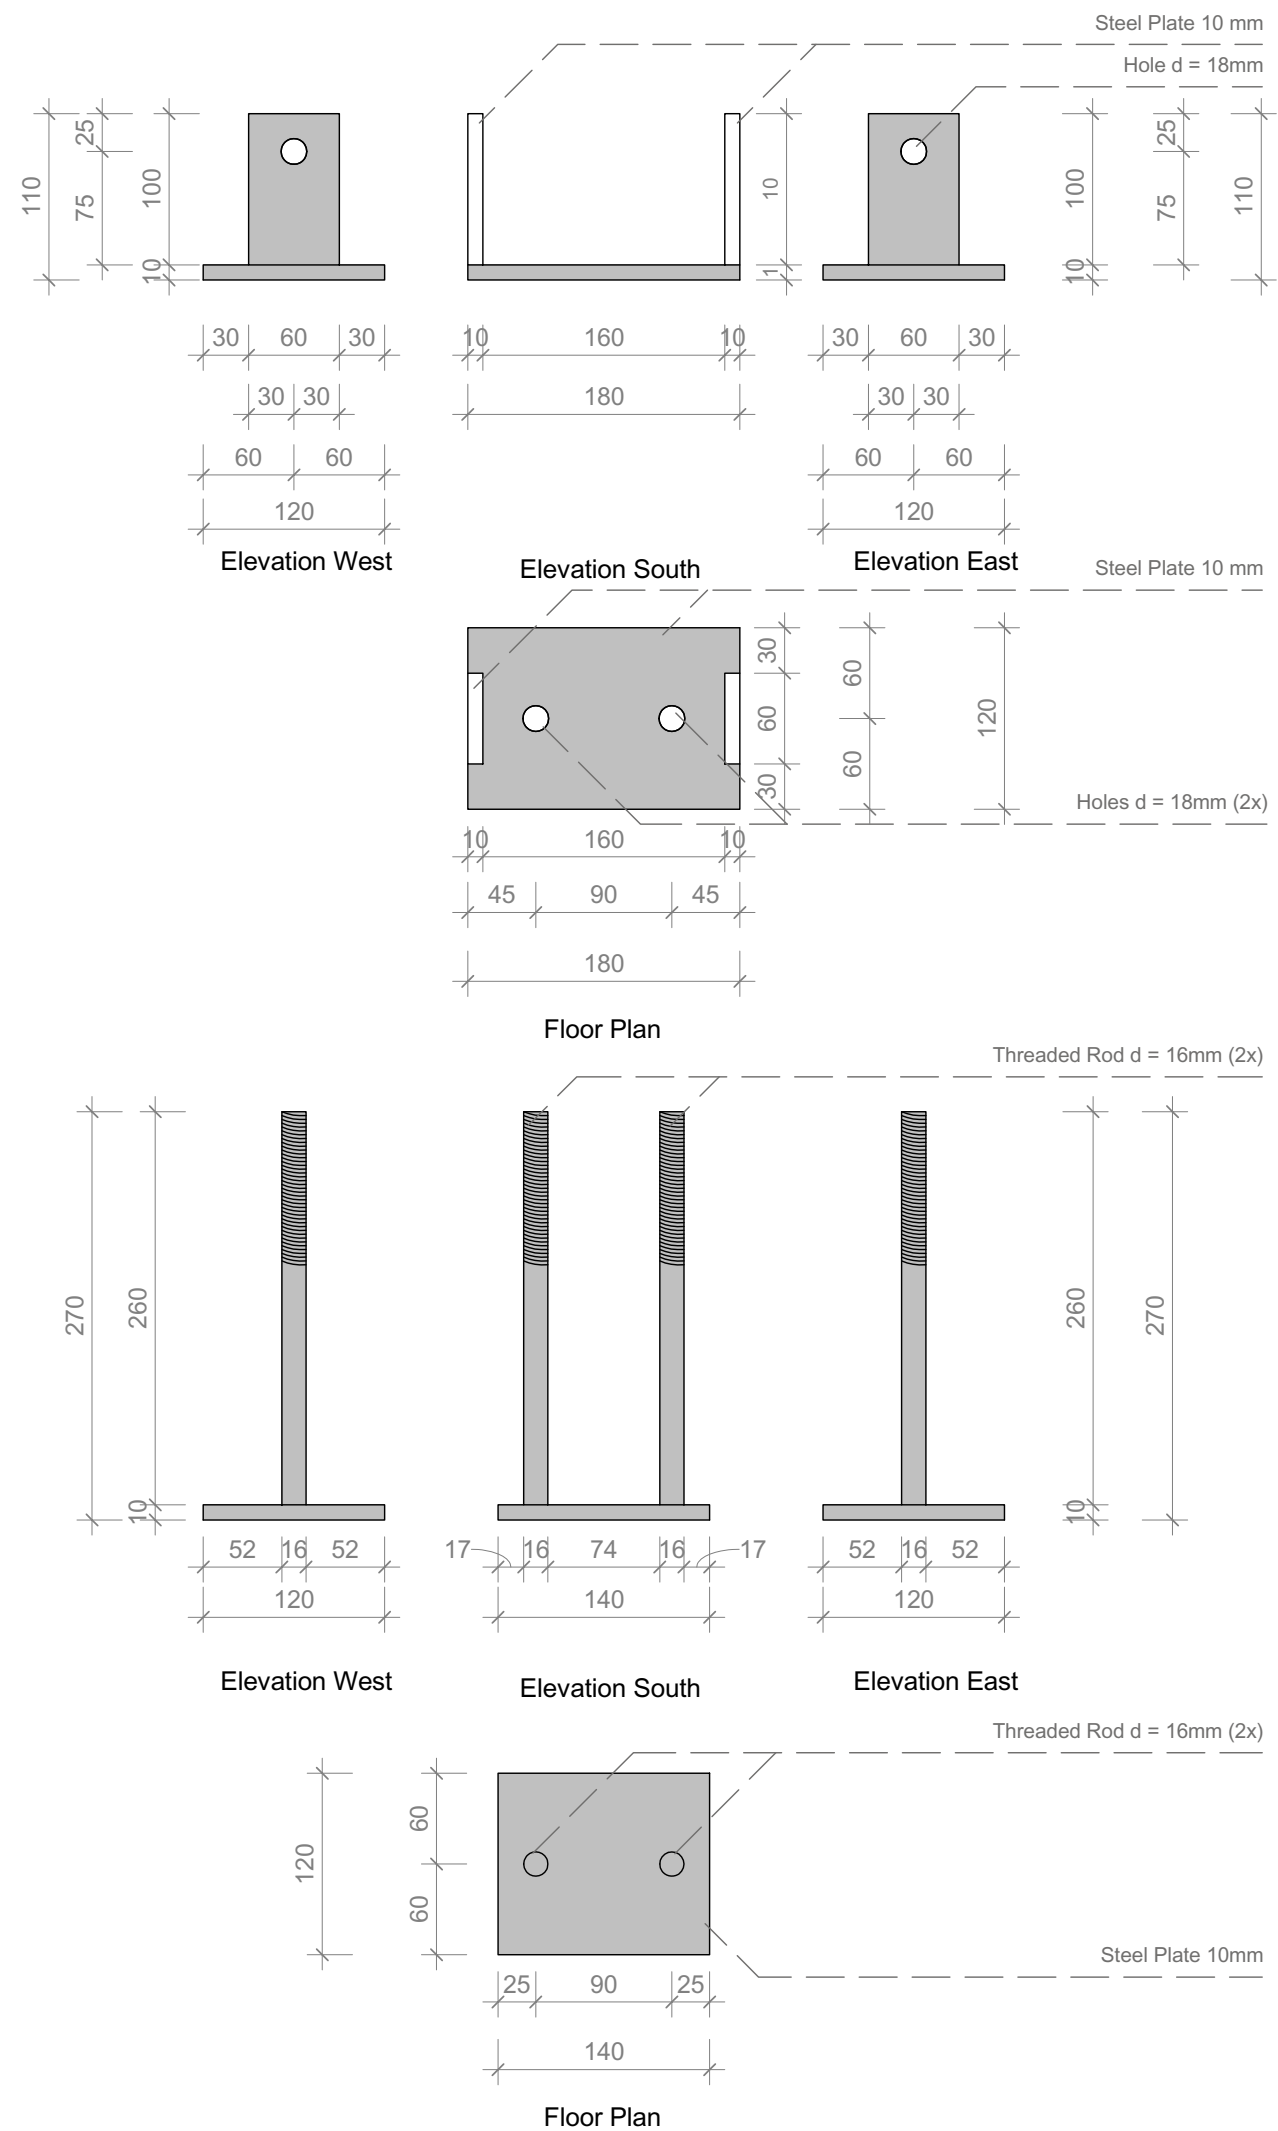 Steel Plate 10 mm
Hole d = 18mm
110
25
75
100
10
10
1
100
10
25
75
110
30 60 30
10 160 10
30 60 30
30 30
180
30 30
60 60
60 60
120
120
Elevation West
Elevation South
Elevation East
Steel Plate 10 mm
30
60
30
60
60
120
Holes d = 18mm (2x)
10 160 10
45 90 45
180
Floor Plan
Threaded Rod d = 16mm (2x)
270
260
10
260
10
270
52 16 52
17 16 74 16 17
52 16 52
120
140
120
Elevation West
Elevation South
Elevation East
Threaded Rod d = 16mm (2x)
120
60
60
Steel Plate 10mm
25 90 25
140
Floor Plan